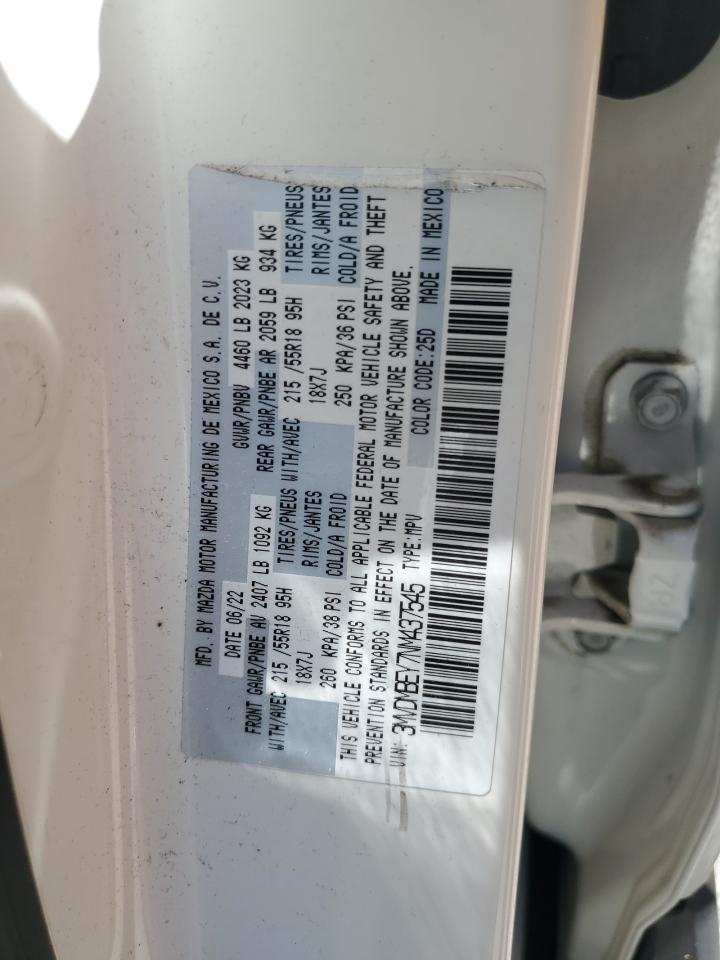 MFD. BY MAZDA MOTOR MANUFACTURING DE MEXICO S.A. DE C.V.
DATE 06/22 GVWR/PNBV 4460 LB 2023 KG
FRONT GAWR/PNBE AV 2407 LB 1092 KG REAR GAWR/PNBE AR 2059 LB 934 KG
WITH/AVEC 215 /55R18 95H TIRES/PNEUS WITH/AVEC 215 /55R18 95H TIRES/PNEUS
18X7J RIMS/JANTES 18X7J RIMS/JANTES
260 KPA/38 PSI COLD/A FROID 250 KPA/36 PSI COLD/A FROID
THIS VEHICLE CONFORMS TO ALL APPLICABLE FEDERAL MOTOR VEHICLE SAFETY AND THEFT
PREVENTION STANDARDS IN EFFECT ON THE DATE OF MANUFACTURE SHOWN ABOVE.
VIN: 3MVDMBEY7NM437545 TYPE:MPV COLOR CODE:25D MADE IN MEXICO